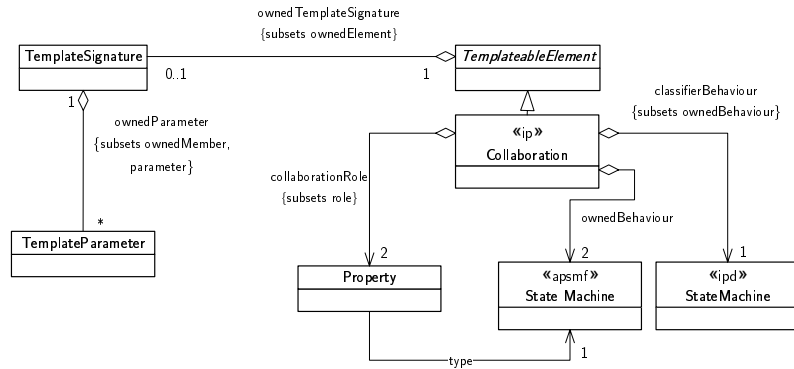 ownedTemplateSignature
{subsets ownedElement}
TemplateSignature
TemplateableElement
0..1
1
1
classifierBehaviour
{subsets ownedBehaviour}
ownedParameter
{subsets ownedMember,
parameter}
«ip»
Collaboration
collaborationRole
{subsets role}
ownedBehaviour
*
TemplateParameter
2
2
1
Property
«apsmf»
State Machine
«ipd»
StateMachine
1
type